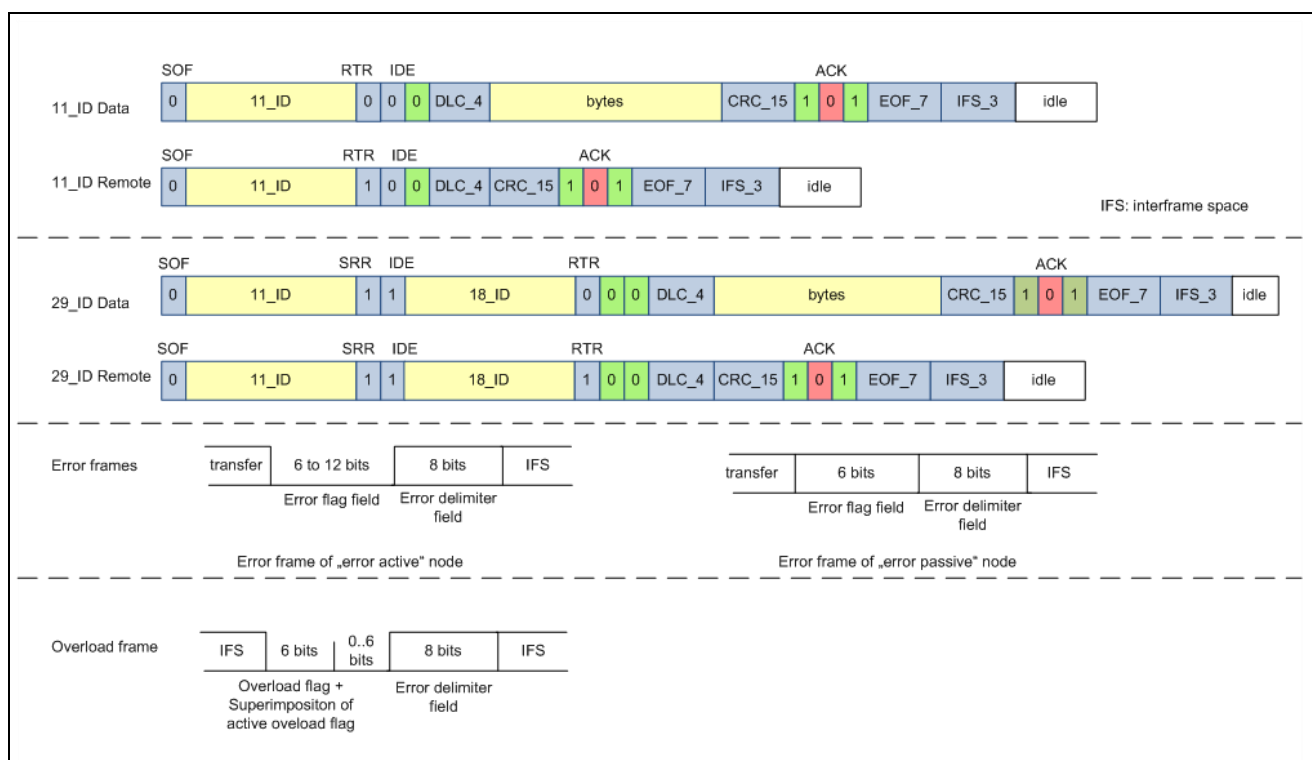 SOF RTR IDE ACK
11_ID Data 0 11_ID 0 0 0 DLC_4 bytes CRC_15 1 0 1 EOF_7 IFS_3 idle
SOF RTR IDE ACK
11_ID Remote 0 11_ID 1 0 0 DLC_4 CRC_15 1 0 1 EOF_7 IFS_3 idle
IFS: interframe space
SOF SRR IDE RTR ACK
29_ID Data 0 11_ID 1 1 18_ID 0 0 0 DLC_4 bytes CRC_15 1 0 1 EOF_7 IFS_3 idle
SOF SRR IDE RTR ACK
29_ID Remote 0 11_ID 1 1 18_ID 1 0 0 DLC_4 CRC_15 1 0 1 EOF_7 IFS_3 idle
Error frames transfer 6 to 12 bits 8 bits IFS transfer 6 bits 8 bits IFS
Error flag field Error delimiter Error flag field Error delimiter
field field
Error frame of „error active" node Error frame of „error passive" node
Overload frame IFS 6 bits 0..6 8 bits IFS
bits
Overload flag + Error delimiter
Superimpositon of field
active oveload flag